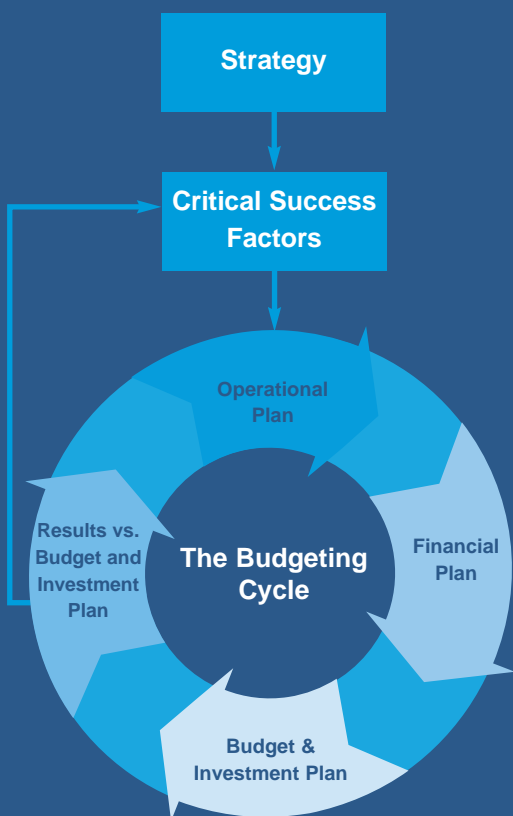 Strategy
Critical Success
Factors
Operational
Plan
Financial
Plan
Budget &
Investment Plan
Results vs.
Budget and
Investment
Plan
The Budgeting
Cycle